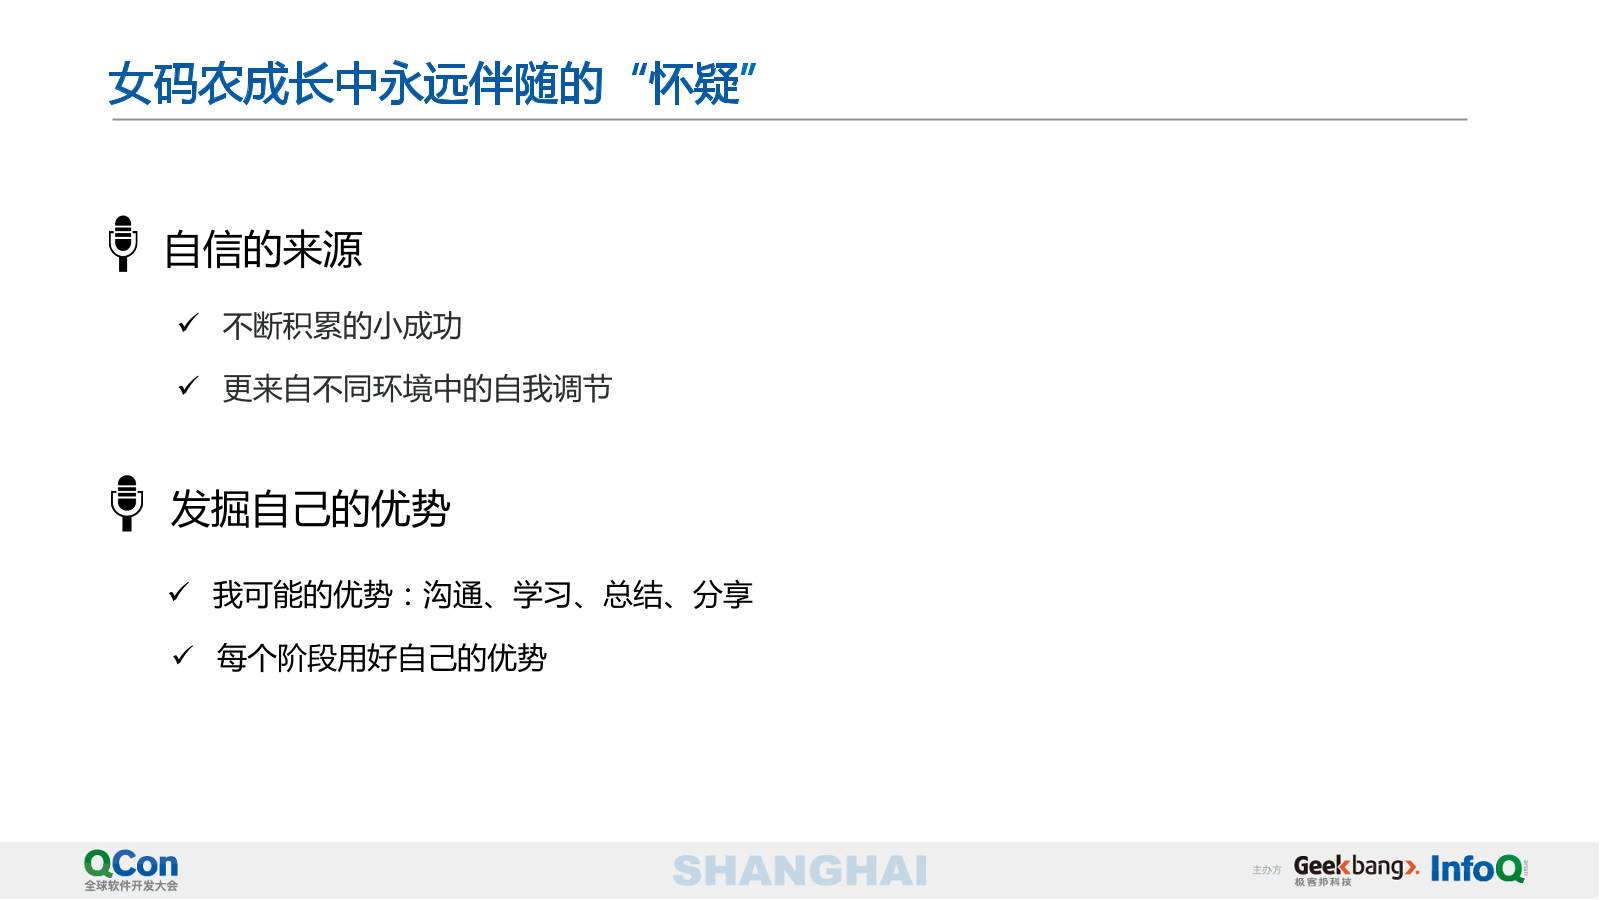 女码农成长中永远伴随的“怀疑”
自信的来源
不断积累的小成功
更来自不同环境中的自我调节
发掘自己的优势
我可能的优势：沟通、学习、总结、分享
每个阶段用好自己的优势
QCon
全球软件开发大会
SHANGHAI
主办方
Geekbang
极客邦科技
InfoQ